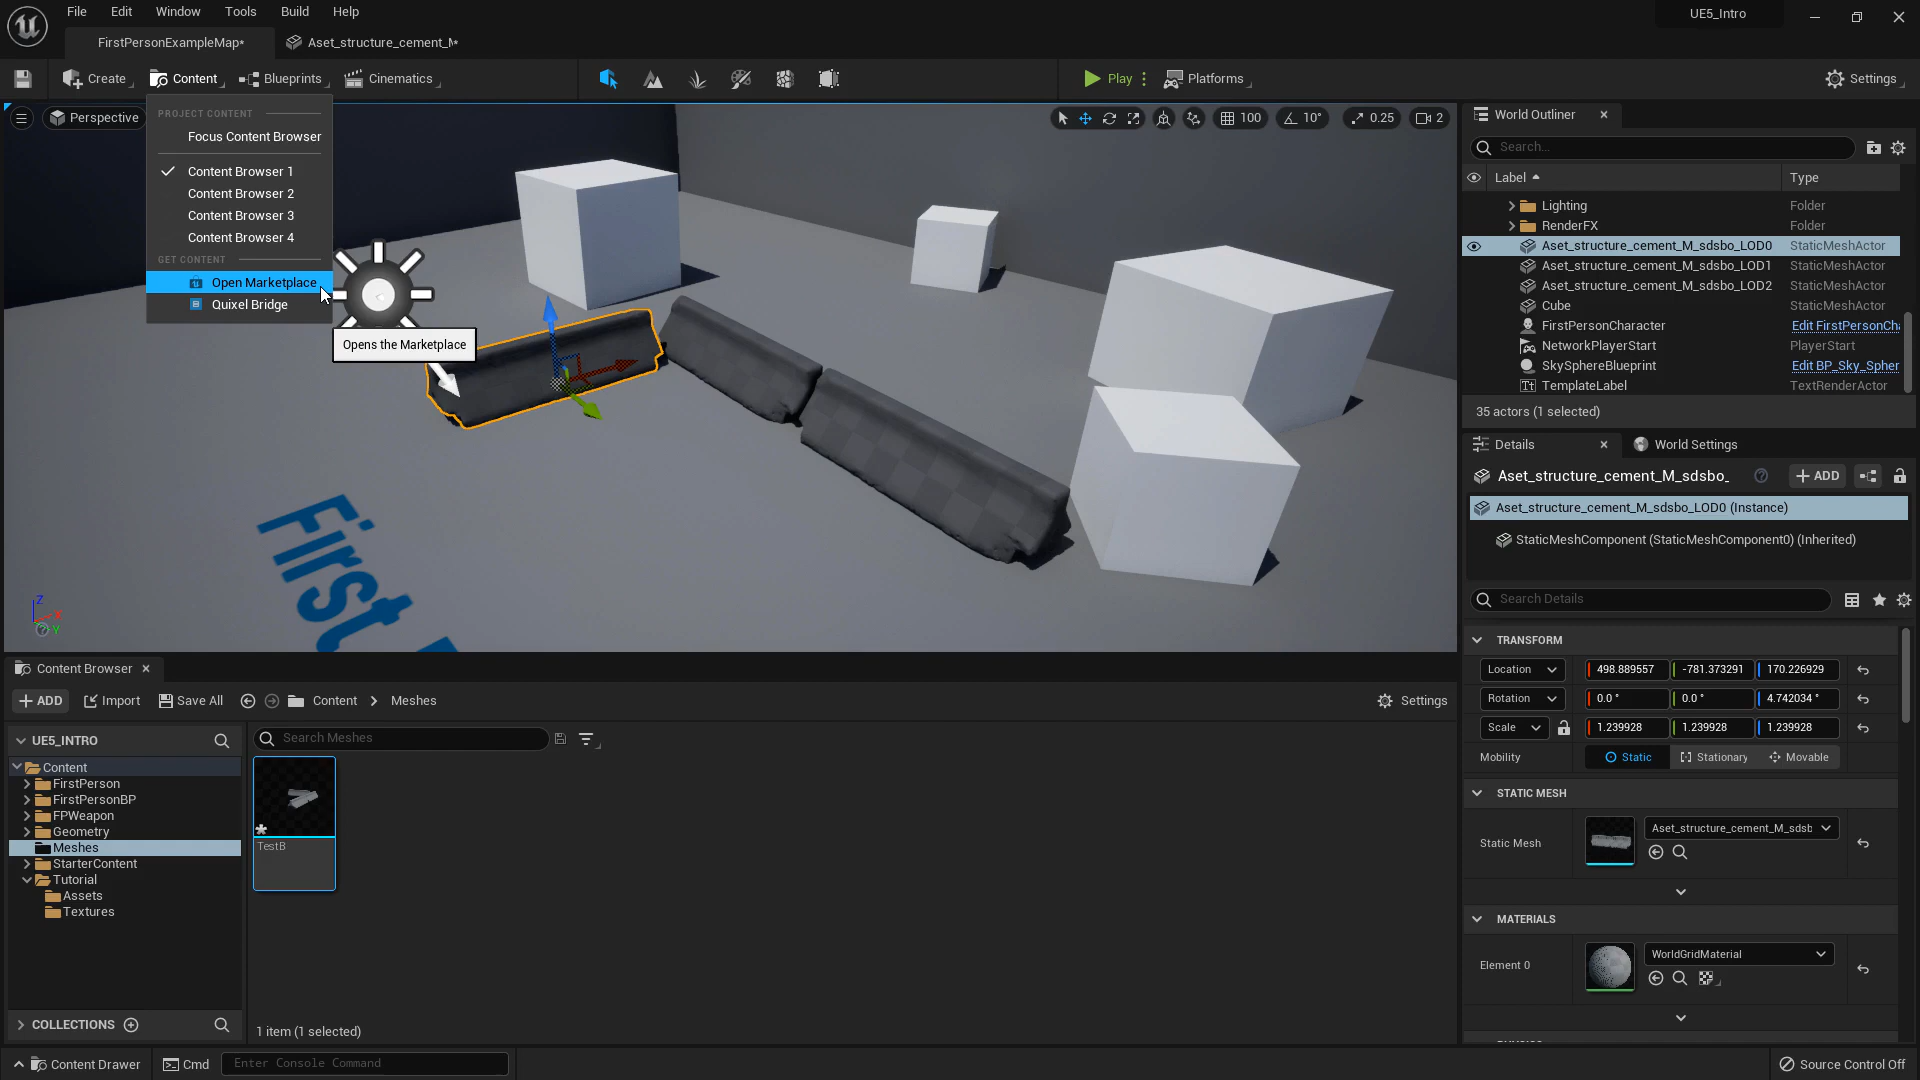 File Edit Window Tools Build Help
UE5_Intro
FirstPersonExampleMap*
Aset_structure_cement_M*
Create
Content
Blueprints
Cinematics
Play
Platforms
Settings
Perspective
100
10°
0.25
2
PROJECT CONTENT
Focus Content Browser
Content Browser 1
Content Browser 2
Content Browser 3
Content Browser 4
GET CONTENT
Open Marketplace
Quixel Bridge
Opens the Marketplace
First
Z
X
Y
World Outliner
Search...
Label
Type
Lighting Folder
RenderFX Folder
Aset_structure_cement_M_sdsbo_LOD0 StaticMeshActor
Aset_structure_cement_M_sdsbo_LOD1 StaticMeshActor
Aset_structure_cement_M_sdsbo_LOD2 StaticMeshActor
Cube StaticMeshActor
FirstPersonCharacter Edit FirstPersonCha
NetworkPlayerStart PlayerStart
SkySphereBlueprint Edit BP_Sky_Spher
TemplateLabel TextRenderActor
35 actors (1 selected)
Details
World Settings
Aset_structure_cement_M_sdsbo_
ADD
Aset_structure_cement_M_sdsbo_LOD0 (Instance)
StaticMeshComponent (StaticMeshComponent0) (Inherited)
Search Details
TRANSFORM
Location 498.889557 -781.373291 170.226929
Rotation 0.0 ° 0.0 ° 4.742034 °
Scale 1.239928 1.239928 1.239928
Mobility Static Stationary Movable
STATIC MESH
Static Mesh
Aset_structure_cement_M_sdsb
MATERIALS
Element 0
WorldGridMaterial
Content Browser
ADD
Import
Save All
Content
Meshes
Settings
UE5_INTRO
Search Meshes
Content
FirstPerson
FirstPersonBP
FPWeapon
Geometry
Meshes
StarterContent
Tutorial
Assets
Textures
TestB
COLLECTIONS
1 item (1 selected)
Content Drawer
Cmd
Enter Console Command
Source Control Off